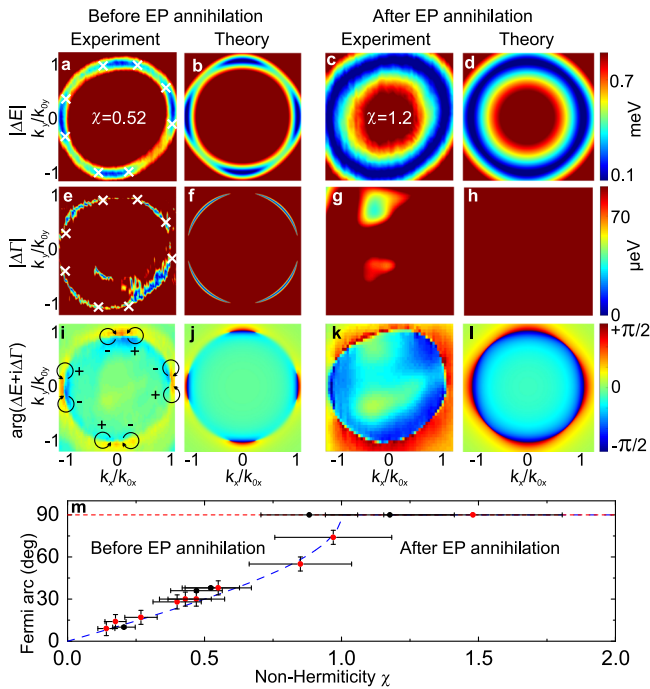 Before EP annihilation After EP annihilation
Experiment Theory Experiment Theory
a b c d
χ=0.52 χ=1.2
|ΔE|
k_y/k_0y
1
0
-1
0.7
meV
0.1
e f g h
|ΔΓ|
k_y/k_0y
1
0
-1
70
μeV
0
i j k l
arg(ΔE+iΔΓ)
k_y/k_0y
1
0
-1
- +
+ -
- +
+ -
+π/2
0
-π/2
-1 0 1 -1 0 1 -1 0 1 -1 0 1
k_x/k_0x k_x/k_0x k_x/k_0x k_x/k_0x
m
Before EP annihilation After EP annihilation
Fermi arc (deg)
90
60
30
0
0.0 0.5 1.0 1.5 2.0
Non-Hermiticity χ